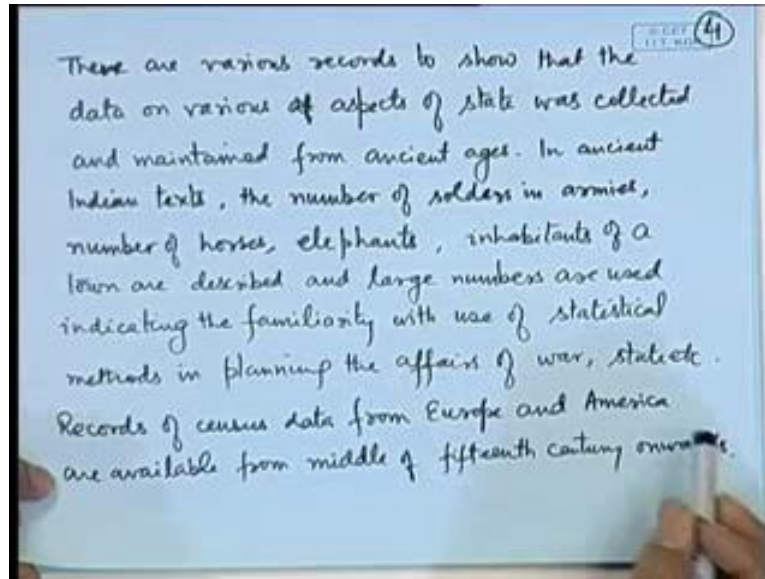 4
There are various records to show that the
data on various aspects of state was collected
and maintained from ancient ages. In ancient
Indian texts, the number of solders in armies,
number of horses, elephants, inhabitants of a
town are described and large numbers are used
indicating the familiarity with use of statistical
methods in planning the affairs of war, state etc.
Records of census data from Europe and America
are available from middle of fifteenth century